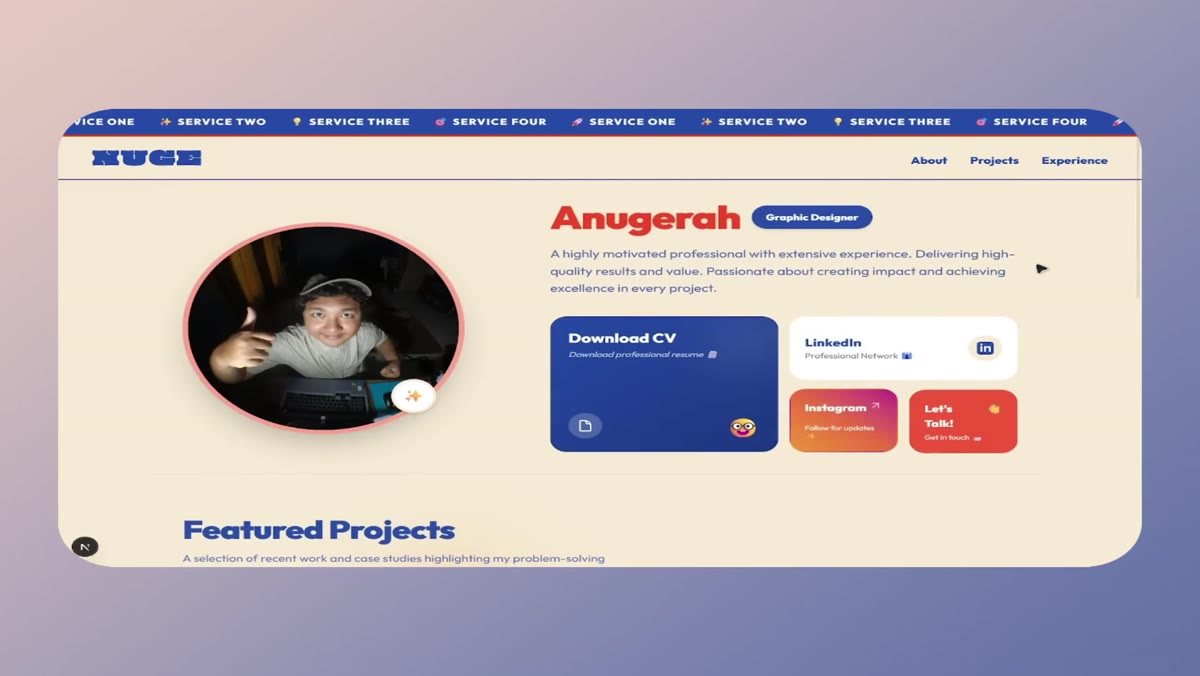 VICE ONE ✨ SERVICE TWO 💡 SERVICE THREE 🎯 SERVICE FOUR 🚀 SERVICE ONE ✨ SERVICE TWO 💡 SERVICE THREE 🎯 SERVICE FOUR 🚀
NUGE
About Projects Experience
Anugerah Graphic Designer
A highly motivated professional with extensive experience. Delivering high-
quality results and value. Passionate about creating impact and achieving
excellence in every project.
Download CV
Download professional resume
LinkedIn
Professional Network
in
Instagram
Follow for updates
Let's
Talk!
Get in touch
Featured Projects
A selection of recent work and case studies highlighting my problem-solving
N